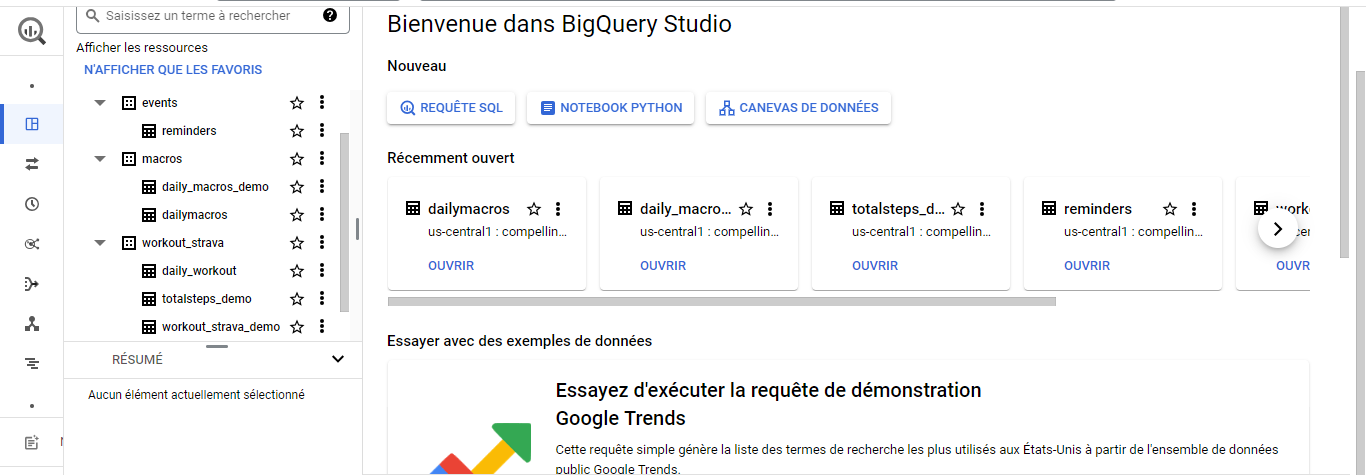 Saisissez un terme à rechercher
Afficher les ressources
N'AFFICHER QUE LES FAVORIS
events
reminders
macros
daily_macros_demo
dailymacros
workout_strava
daily_workout
totalsteps_demo
workout_strava_demo
RÉSUMÉ
Aucun élément actuellement sélectionné
Bienvenue dans BigQuery Studio
Nouveau
REQUÊTE SQL
NOTEBOOK PYTHON
CANEVAS DE DONNÉES
Récemment ouvert
dailymacros
us-central1 : compellin...
OUVRIR
daily_macro...
us-central1 : compellin...
OUVRIR
totalsteps_d...
us-central1 : compellin...
OUVRIR
reminders
us-central1 : compellin...
OUVRIR
work
OUVR
Essayer avec des exemples de données
Essayez d'exécuter la requête de démonstration
Google Trends
Cette requête simple génère la liste des termes de recherche les plus utilisés aux États-Unis à partir de l'ensemble de données
public Google Trends.